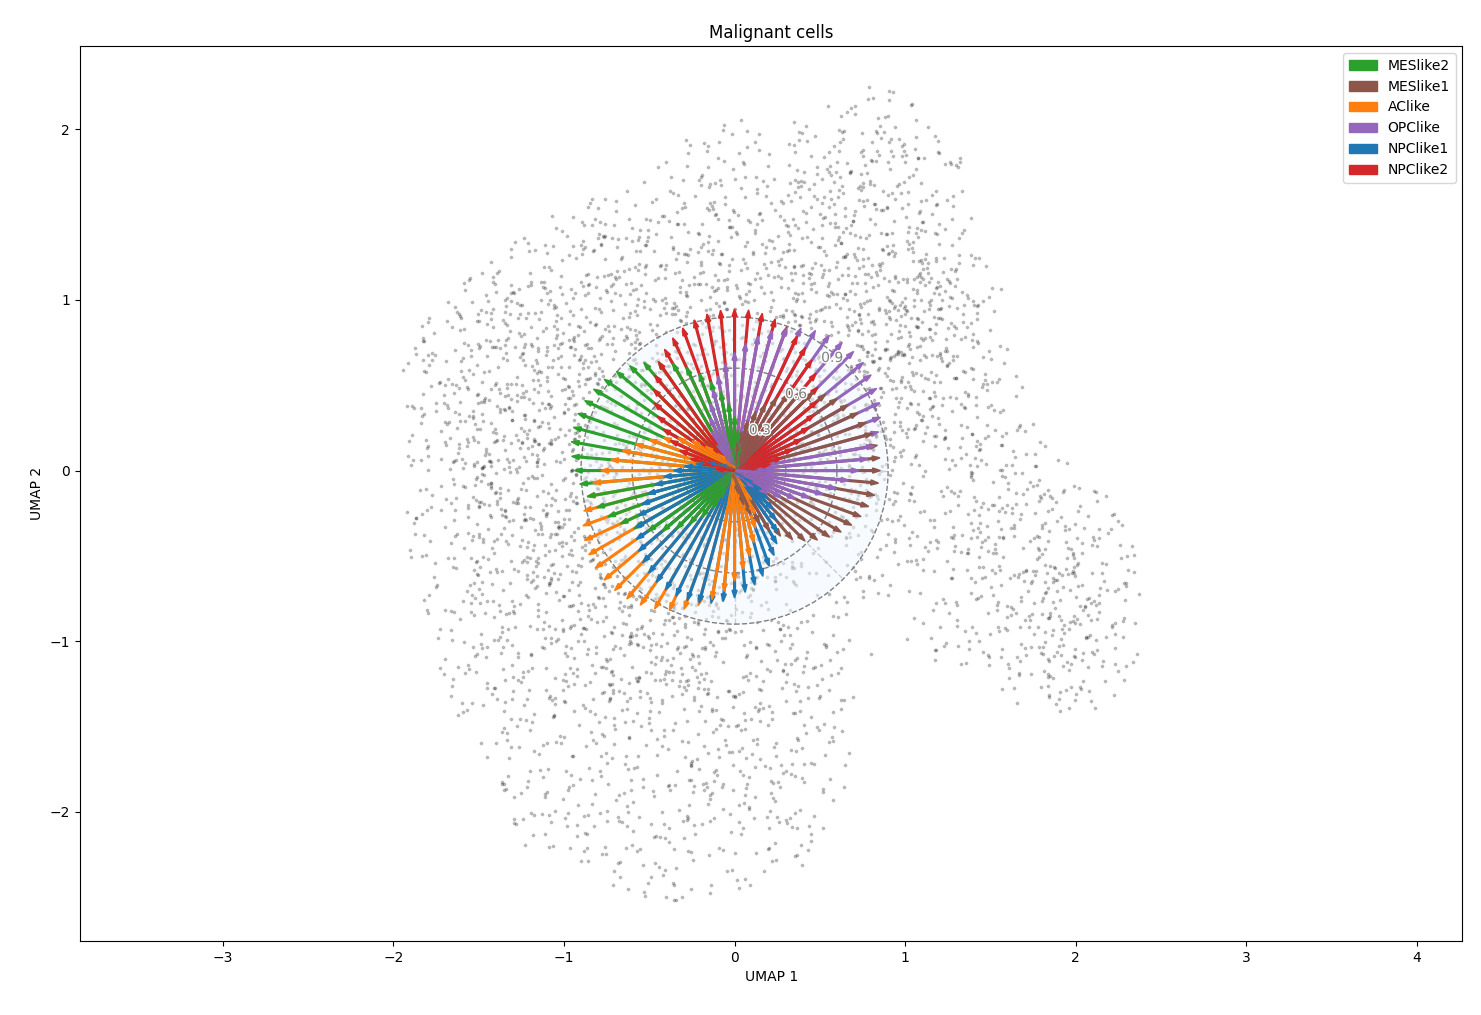 Malignant cells
MESlike2
MESlike1
AClike
OPClike
NPClike1
NPClike2
2
1
0
−1
−2
UMAP 2
0.9
0.6
0.3
−3
−2
−1
0
1
2
3
4
UMAP 1